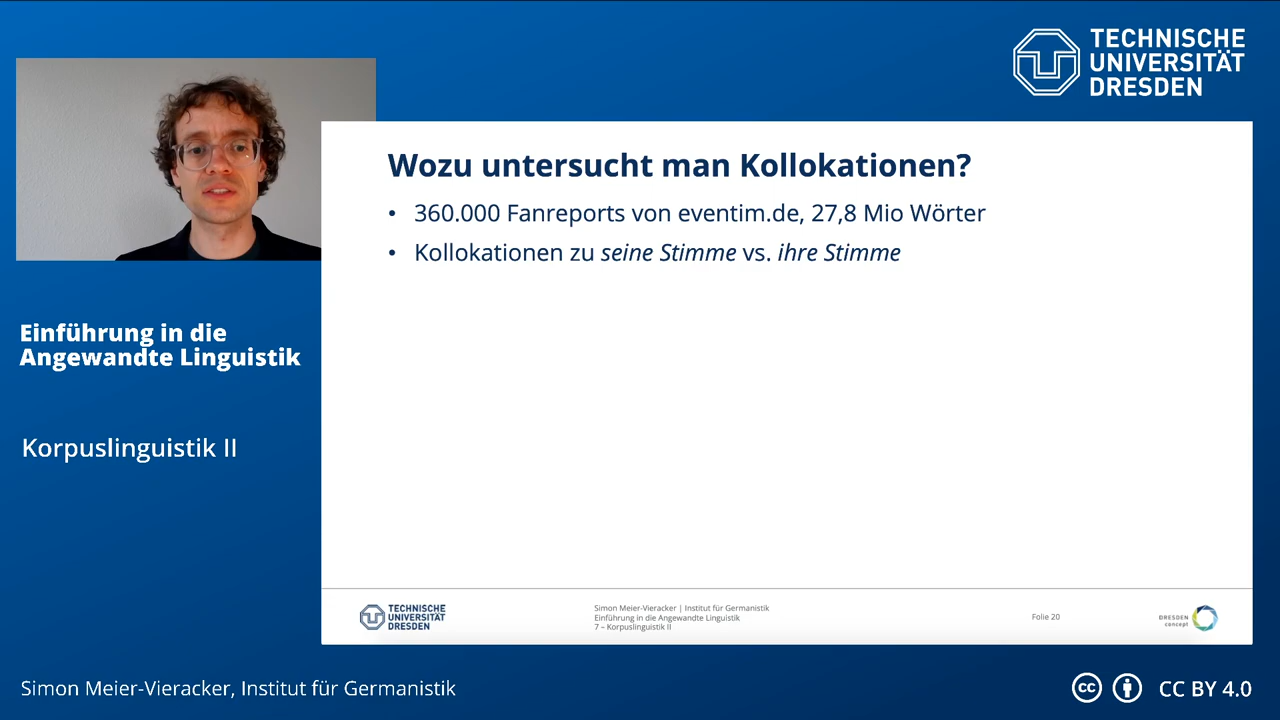 TECHNISCHE
UNIVERSITÄT
DRESDEN
Wozu untersucht man Kollokationen?
• 360.000 Fanreports von eventim.de, 27,8 Mio Wörter
• Kollokationen zu seine Stimme vs. ihre Stimme
Einführung in die
Angewandte Linguistik
Korpuslinguistik II
TECHNISCHE
UNIVERSITÄT
DRESDEN
Simon Meier-Vieracker | Institut für Germanistik
Einführung in die Angewandte Linguistik
7 – Korpuslinguistik II
Folie 20
DRESDEN
concept
Simon Meier-Vieracker, Institut für Germanistik
cc
CC BY 4.0